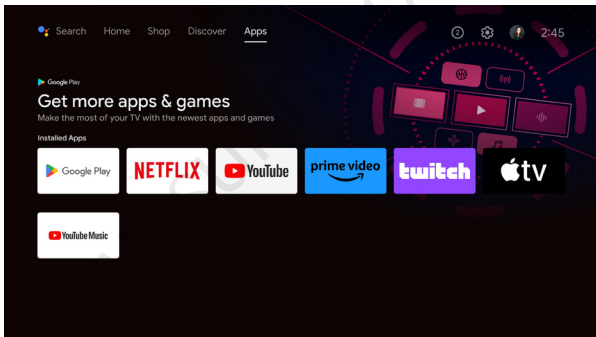 Search Home Shop Discover Apps 2 2:45
Google Play
Get more apps & games
Make the most of your TV with the newest apps and games
Installed Apps
Google Play NETFLIX YouTube prime video twitch tv
YouTube Music